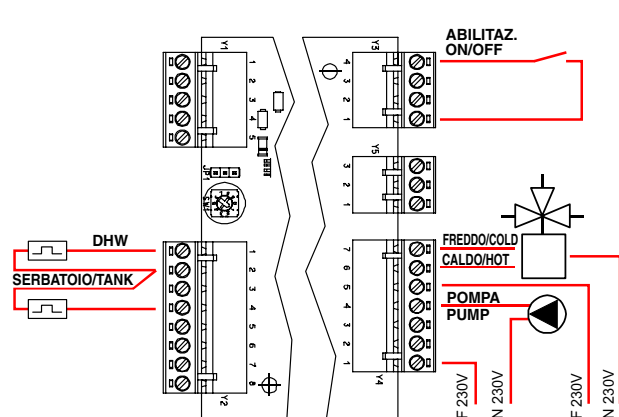 ABILITAZ.
ON/OFF
Y1
1
2
3
4
5
JP1
SW1
Y3
4
3
2
1
Y5
3
2
1
DHW
SERBATOIO/TANK
1
2
3
4
5
6
7
8
Y2
FREDDO/COLD
CALDO/HOT
POMPA
PUMP
7
6
5
4
3
2
1
Y4
F 230V
N 230V
F 230V
N 230V